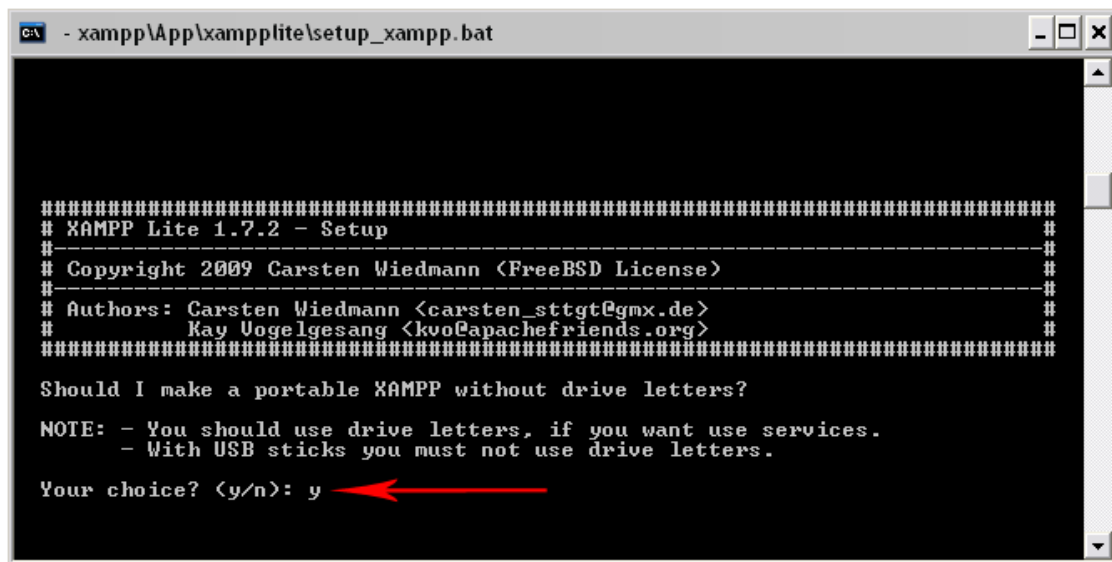 - xampp\App\xampplite\setup_xampp.bat
################################################################################
# XAMPP Lite 1.7.2 - Setup #
#------------------------------------------------------------------------------#
# Copyright 2009 Carsten Wiedmann (FreeBSD License) #
#------------------------------------------------------------------------------#
# Authors: Carsten Wiedmann <carsten_sttgt@gmx.de> #
# Kay Vogelgesang <kvo@apachefriends.org> #
################################################################################
Should I make a portable XAMPP without drive letters?
NOTE: - You should use drive letters, if you want use services.
- With USB sticks you must not use drive letters.
Your choice? (y/n): y